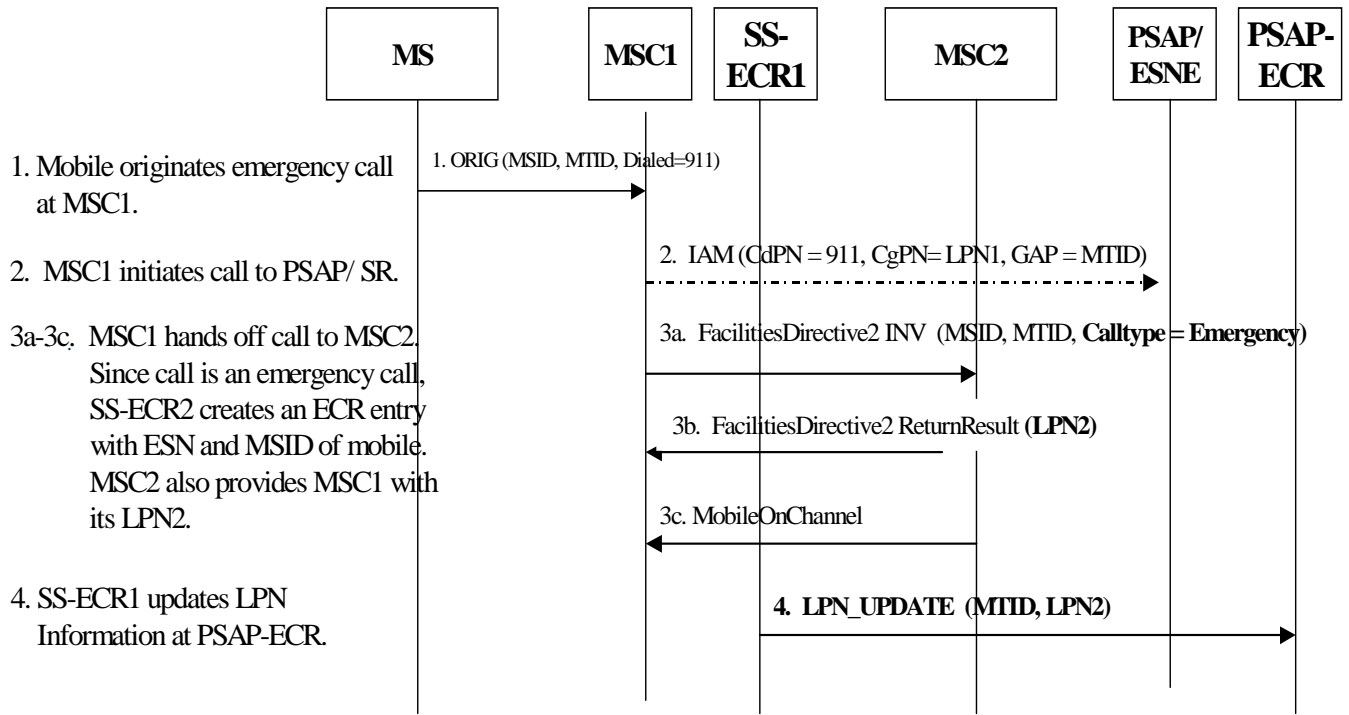 MS
MSC1
SS-
ECR1
MSC2
PSAP/
ESNE
PSAP-
ECR
1. Mobile originates emergency call
at MSC1.
1. ORIG (MSID, MTID, Dialed=911)
2. MSC1 initiates call to PSAP/ SR.
2. IAM (CdPN = 911, CgPN= LPN1, GAP = MTID)
3a-3c. MSC1 hands off call to MSC2.
Since call is an emergency call,
SS-ECR2 creates an ECR entry
with ESN and MSID of mobile.
MSC2 also provides MSC1 with
its LPN2.
3a. FacilitiesDirective2 INV (MSID, MTID, Calltype = Emergency)
3b. FacilitiesDirective2 ReturnResult (LPN2)
3c. MobileOnChannel
4. SS-ECR1 updates LPN
Information at PSAP-ECR.
4. LPN_UPDATE (MTID, LPN2)